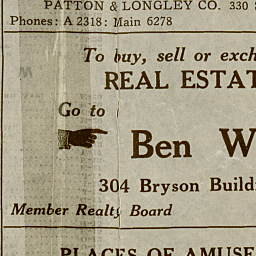 PATTON & LONGLEY CO. 330
Phones: A 2318: Main 6278
To buy, sell or exch
REAL ESTAT
Go to
Ben W
304 Bryson Build
Member Realty Board
PLACES OF AMUSE